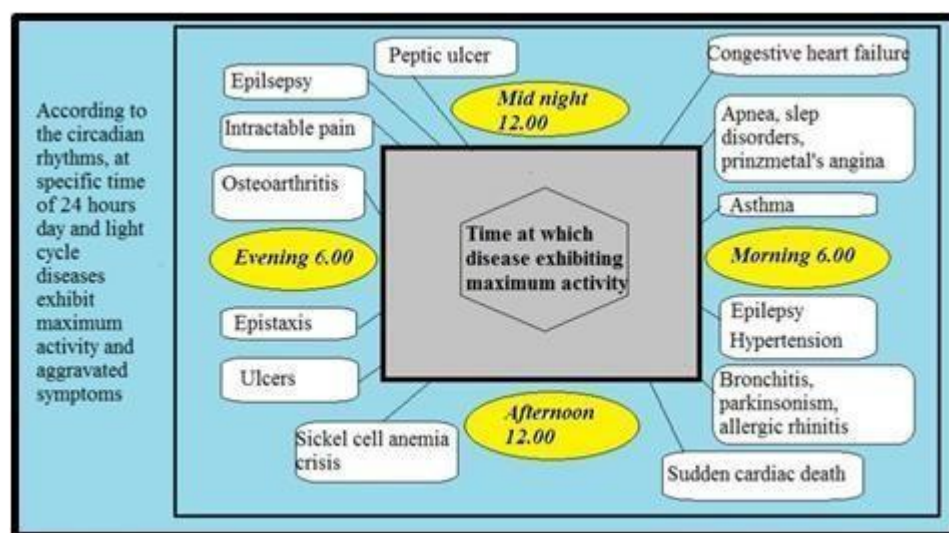 According to
the circadian
rhythms, at
specific time
of 24 hours
day and light
cycle
diseases
exhibit
maximum
activity and
aggravated
symptoms
Peptic ulcer
Epilsepsy
Intractable pain
Osteoarthritis
Evening 6.00
Epistaxis
Ulcers
Sickel cell anemia
crisis
Mid night
12.00
Time at which
disease exhibiting
maximum activity
Afternoon
12.00
Congestive heart failure
Apnea, slep
disorders,
prinzmetal's angina
Asthma
Morning 6.00
Epilepsy
Hypertension
Bronchitis,
parkinsonism,
allergic rhinitis
Sudden cardiac death